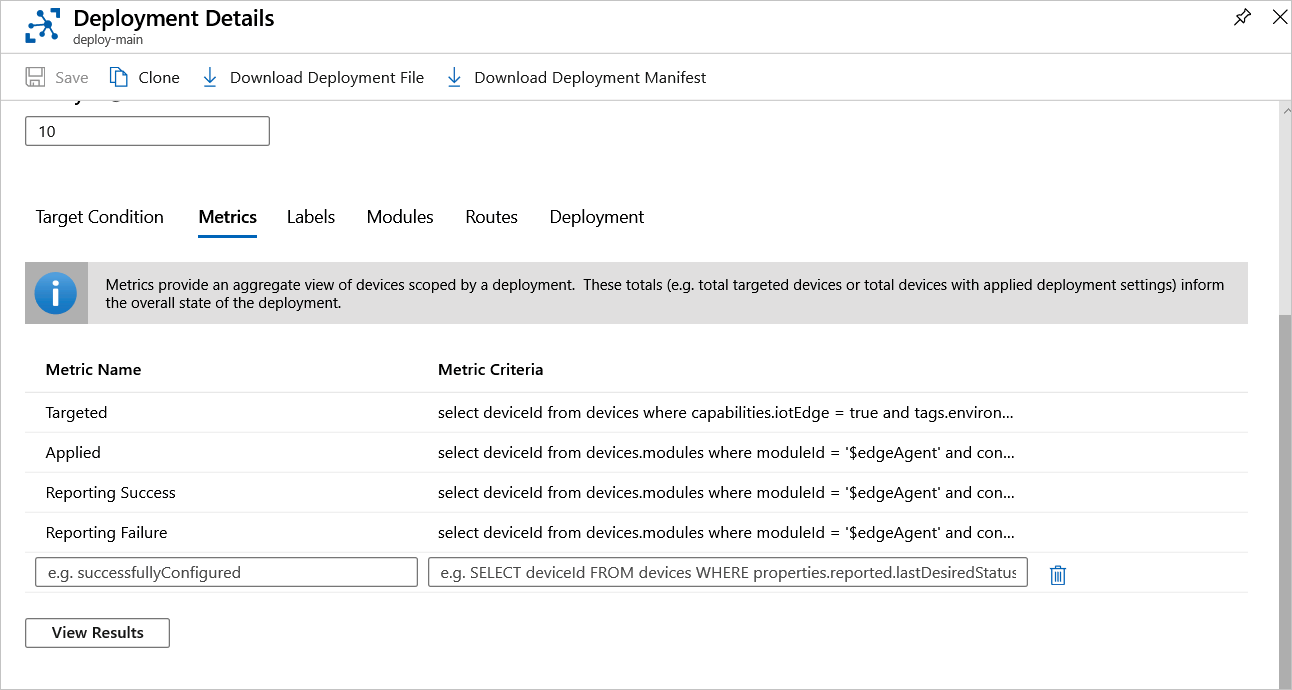 Deployment Details
deploy-main
Save Clone Download Deployment File Download Deployment Manifest
10
Target Condition Metrics Labels Modules Routes Deployment
Metrics provide an aggregate view of devices scoped by a deployment. These totals (e.g. total targeted devices or total devices with applied deployment settings) inform
the overall state of the deployment.
Metric Name Metric Criteria
Targeted select deviceId from devices where capabilities.iotEdge = true and tags.environ...
Applied select deviceId from devices.modules where moduleId = '$edgeAgent' and con...
Reporting Success select deviceId from devices.modules where moduleId = '$edgeAgent' and con...
Reporting Failure select deviceId from devices.modules where moduleId = '$edgeAgent' and con...
e.g. successfullyConfigured e.g. SELECT deviceId FROM devices WHERE properties.reported.lastDesiredStatus
View Results